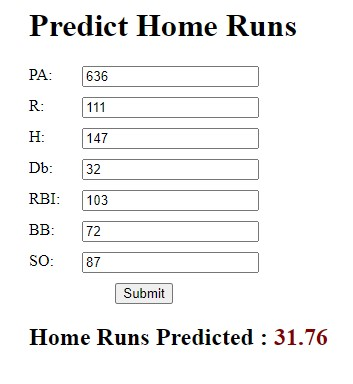 Predict Home Runs
PA: 636
R: 111
H: 147
Db: 32
RBI: 103
BB: 72
SO: 87
Submit
Home Runs Predicted : 31.76